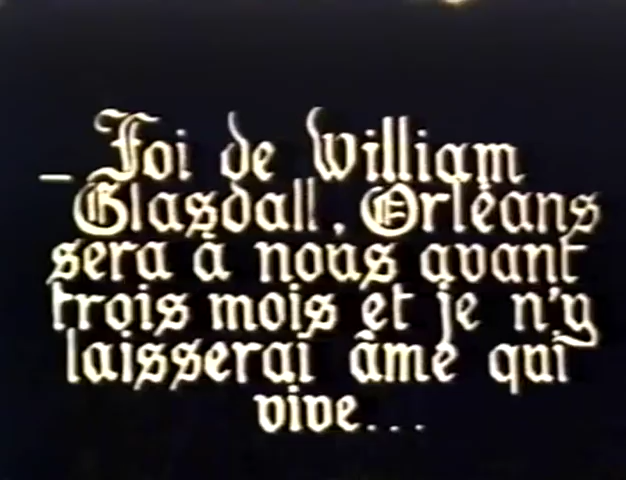 _ Foi de William
Glasdall, Orléans
sera à nous avant
trois mois et je n'y
laisserai âme qui
vive...